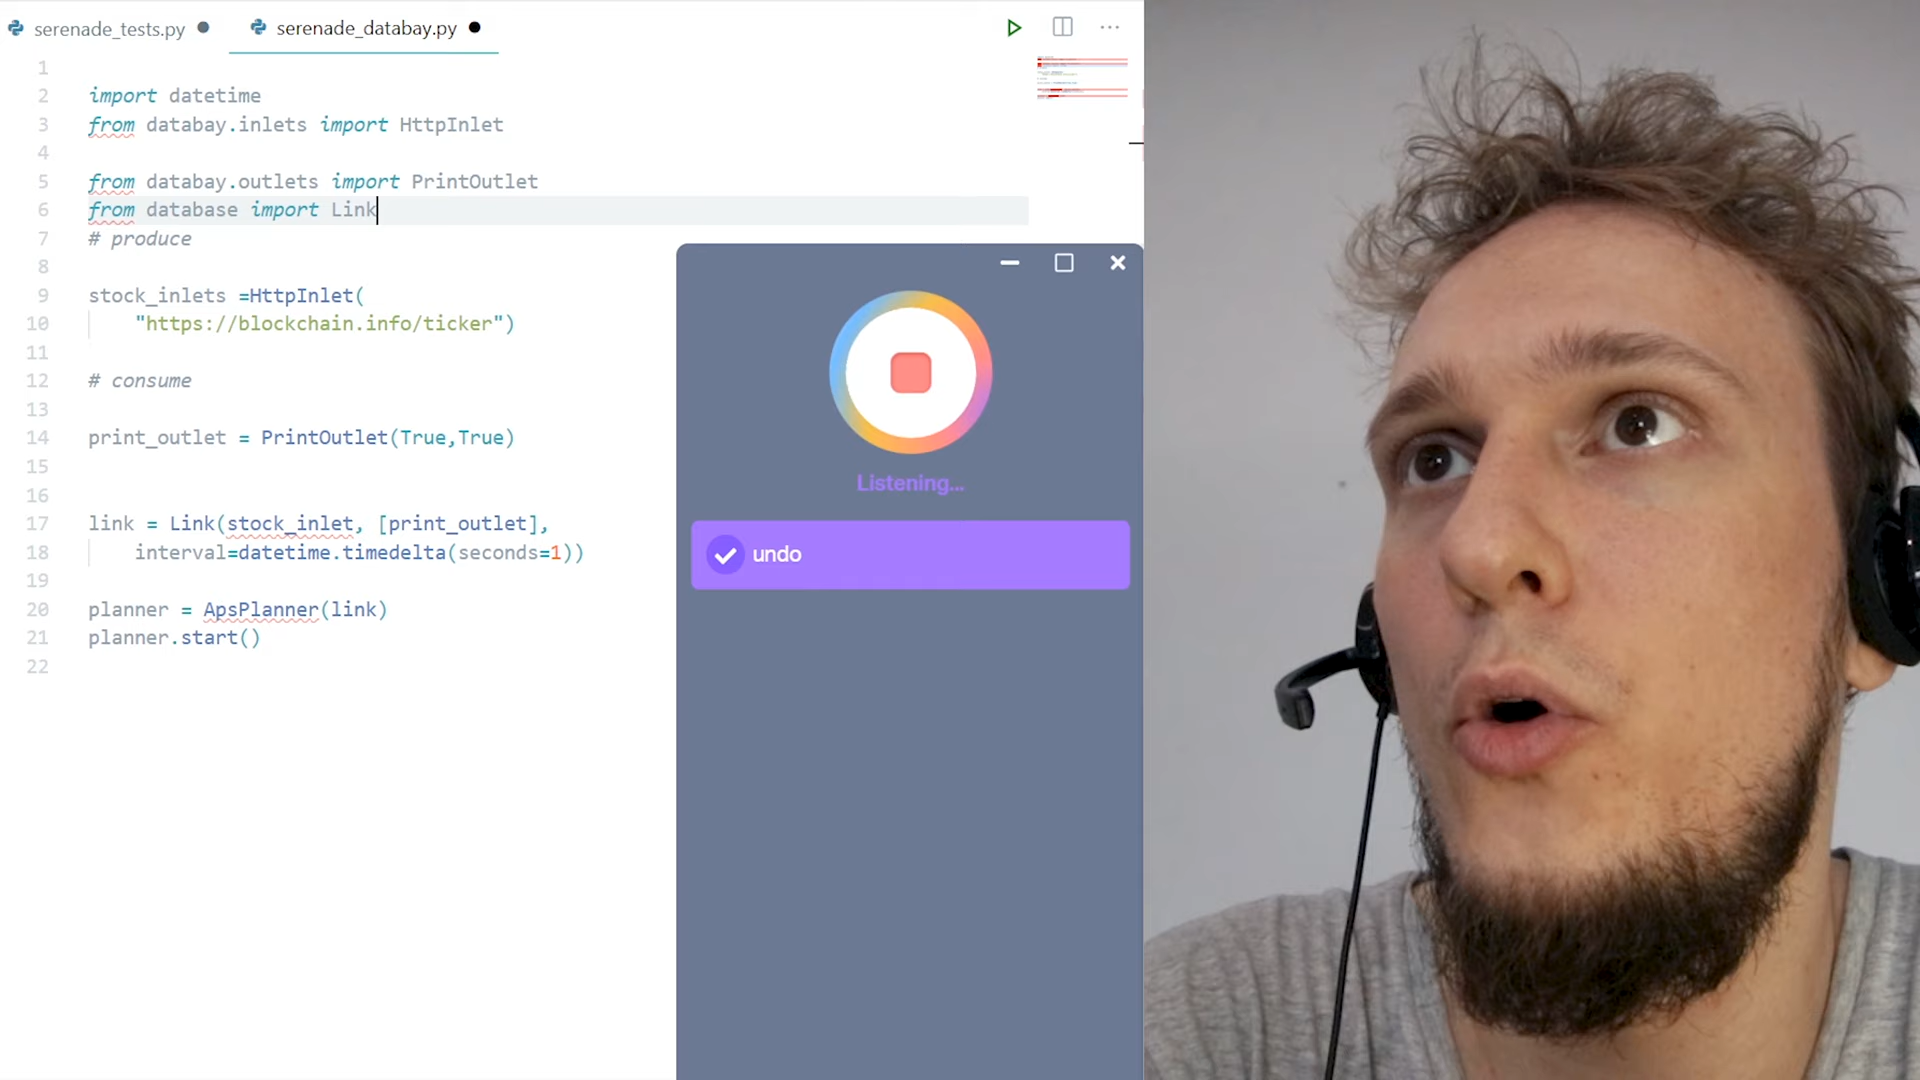 serenade_tests.py
serenade_databay.py
1
2 import datetime
3 from databay.inlets import HttpInlet
4
5 from databay.outlets import PrintOutlet
6 from database import Link
7 # produce
8
9 stock_inlets =HttpInlet(
10 "https://blockchain.info/ticker")
11
12 # consume
13
14 print_outlet = PrintOutlet(True,True)
15
16
17 link = Link(stock_inlet, [print_outlet],
18 interval=datetime.timedelta(seconds=1))
19
20 planner = ApsPlanner(link)
21 planner.start()
22
Listening...
undo